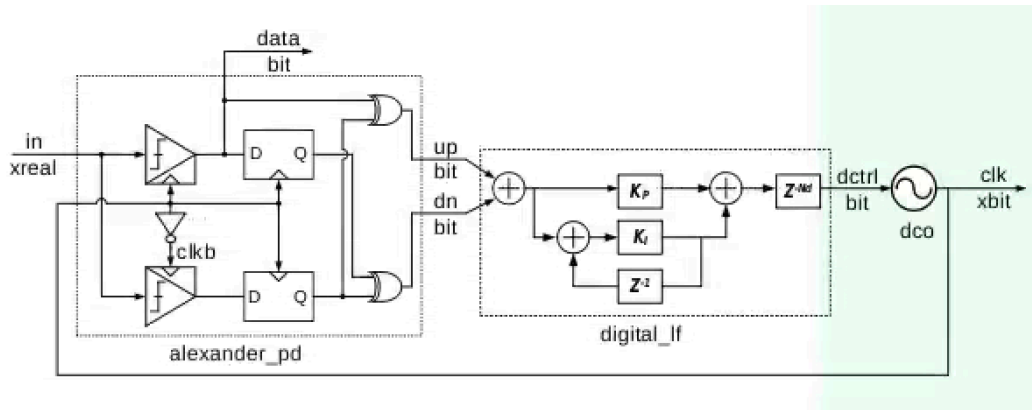 data
bit
in
xreal
D Q
up
bit
dn
bit
clkb
D Q
alexander_pd
K_P
K_I
Z^-1
Z^-Nd
digital_lf
dctrl
bit
dco
clk
xbit